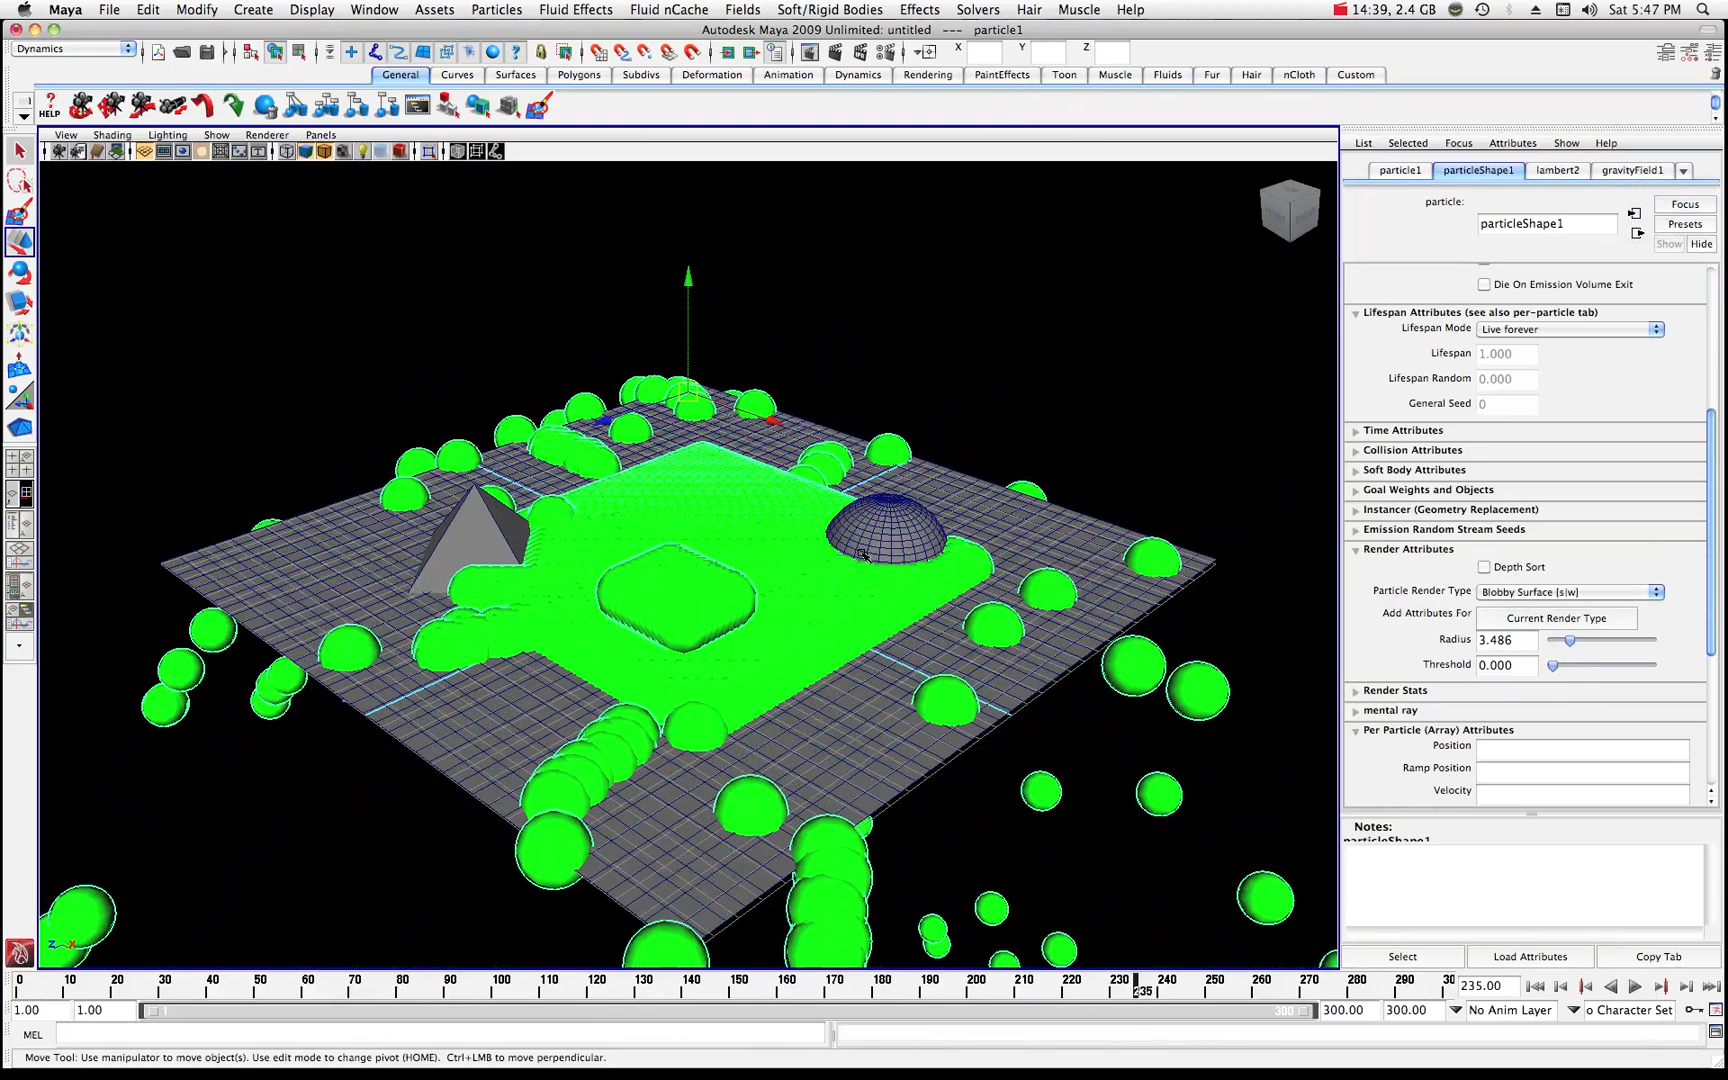 Maya File Edit Modify Create Display Window Assets Particles Fluid Effects Fluid nCache Fields Soft/Rigid Bodies Effects Solvers Hair Muscle Help 14:39, 2.4 GB Sat 5:47 PM
Autodesk Maya 2009 Unlimited: untitled --- particle1
Dynamics X Y Z
General Curves Surfaces Polygons Subdivs Deformation Animation Dynamics Rendering PaintEffects Toon Muscle Fluids Fur Hair nCloth Custom
? HELP
View Shading Lighting Show Renderer Panels
List Selected Focus Attributes Show Help
particle1 particleShape1 lambert2 gravityField1
particle: particleShape1
Focus
Presets
Show Hide
Die On Emission Volume Exit
Lifespan Attributes (see also per-particle tab)
Lifespan Mode Live forever
Lifespan 1.000
Lifespan Random 0.000
General Seed 0
Time Attributes
Collision Attributes
Soft Body Attributes
Goal Weights and Objects
Instancer (Geometry Replacement)
Emission Random Stream Seeds
Render Attributes
Depth Sort
Particle Render Type Blobby Surface [s|w]
Add Attributes For Current Render Type
Radius 3.486
Threshold 0.000
Render Stats
mental ray
Per Particle (Array) Attributes
Position
Ramp Position
Velocity
Notes:
particleShape1
Select Load Attributes Copy Tab
z x
0 10 20 30 40 50 60 70 80 90 100 110 120 130 140 150 160 170 180 190 200 210 220 230 240 250 260 270 280 290 30
235 235.00
1.00 1.00 1 300 300.00 300.00 No Anim Layer o Character Set
MEL
Move Tool: Use manipulator to move object(s). Use edit mode to change pivot (HOME). Ctrl+LMB to move perpendicular.